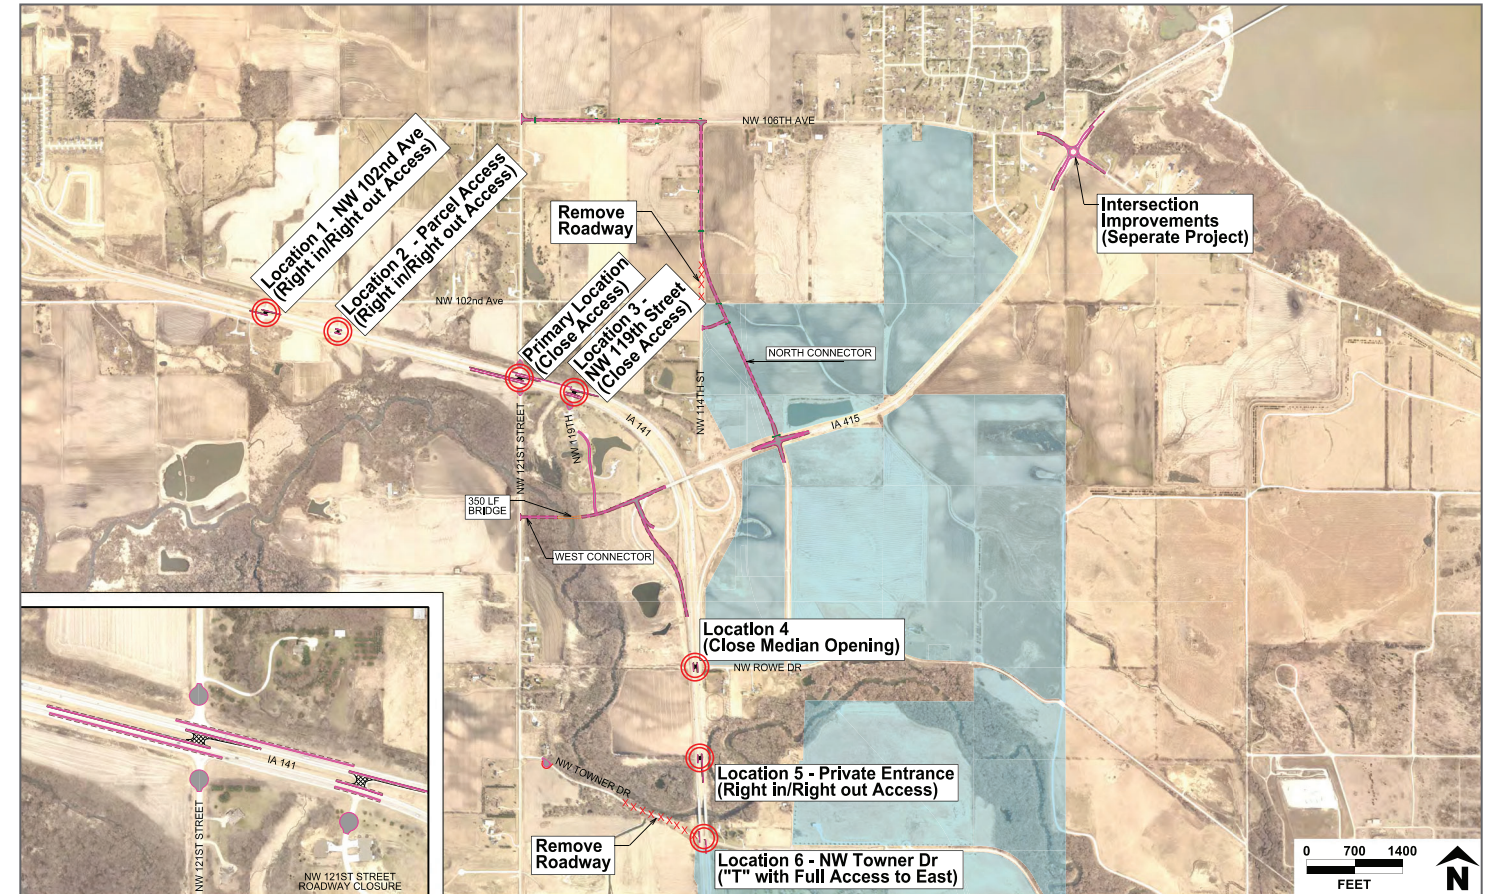 NW 106TH AVE
Location 1 - NW 102nd Ave
(Right in/Right out Access)
Location 2 - Parcel Access
(Right in/Right out Access)
Remove
Roadway
Intersection
Improvements
(Seperate Project)
NW 102nd Ave
Primary Location
(Close Access)
Location 3 -
NW 119th Street
(Close Access)
NORTH CONNECTOR
NW 114TH ST
IA 141
IA 415
NW 121ST STREET
NW 119TH
350 LF
BRIDGE
WEST CONNECTOR
Location 4
(Close Median Opening)
NW ROWE DR
NW TOWNER DR
Location 5 - Private Entrance
(Right in/Right out Access)
Remove
Roadway
Location 6 - NW Towner Dr
("T" with Full Access to East)
IA 141
NW 121ST STREET
NW 121ST STREET
ROADWAY CLOSURE
0 700 1400
FEET
N